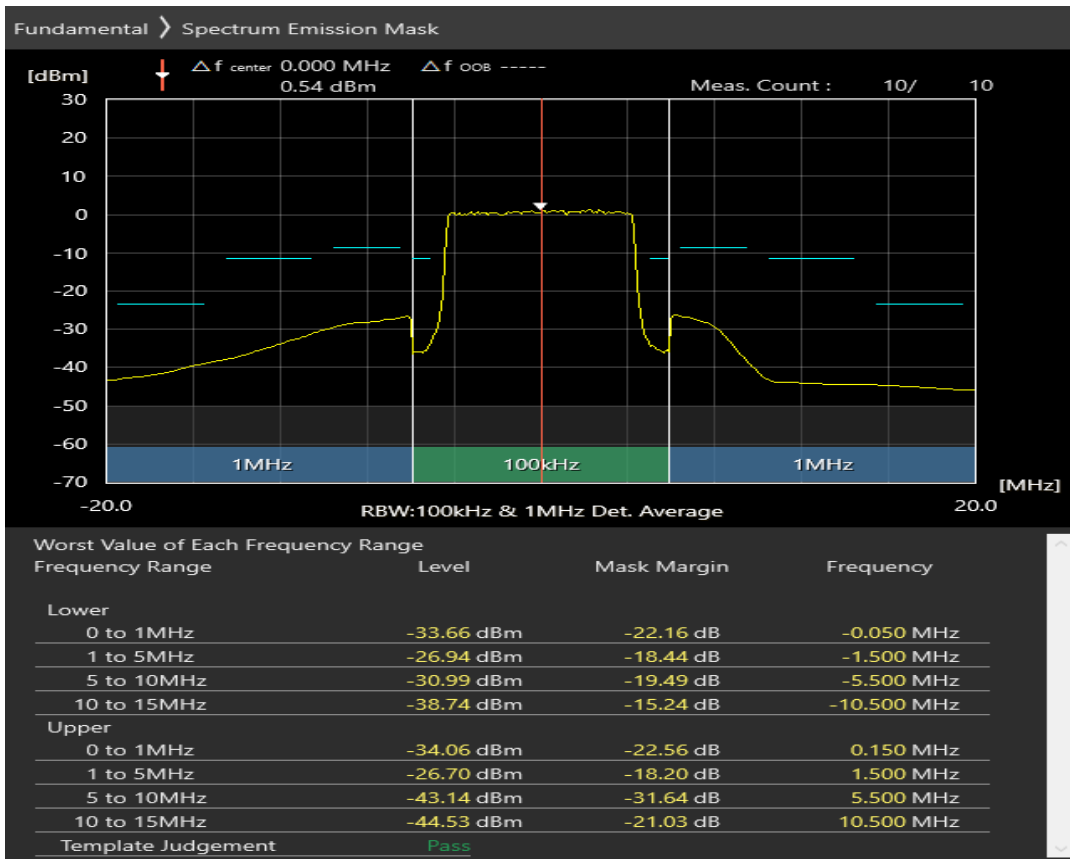 Fundamental ❯ Spectrum Emission Mask
[dBm] Δf center 0.000 MHz Δf OOB -----
0.54 dBm Meas. Count : 10/ 10
30
20
10
0
-10
-20
-30
-40
-50
-60
1MHz 100kHz 1MHz
-70 [MHz]
-20.0 RBW:100kHz & 1MHz Det. Average 20.0
Worst Value of Each Frequency Range
Frequency Range Level Mask Margin Frequency
Lower
0 to 1MHz -33.66 dBm -22.16 dB -0.050 MHz
1 to 5MHz -26.94 dBm -18.44 dB -1.500 MHz
5 to 10MHz -30.99 dBm -19.49 dB -5.500 MHz
10 to 15MHz -38.74 dBm -15.24 dB -10.500 MHz
Upper
0 to 1MHz -34.06 dBm -22.56 dB 0.150 MHz
1 to 5MHz -26.70 dBm -18.20 dB 1.500 MHz
5 to 10MHz -43.14 dBm -31.64 dB 5.500 MHz
10 to 15MHz -44.53 dBm -21.03 dB 10.500 MHz
Template Judgement Pass